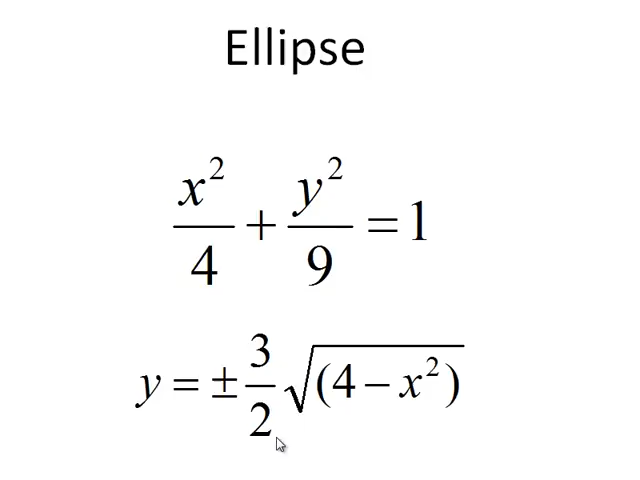 Ellipse
x²/4 + y²/9 = 1
y = ± 3/2 √(4 − x²)